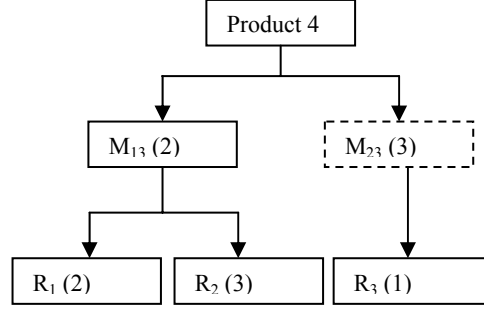 Product 4
M₁₃ (2)
M₂₃ (3)
R₁ (2)
R₂ (3)
R₃ (1)